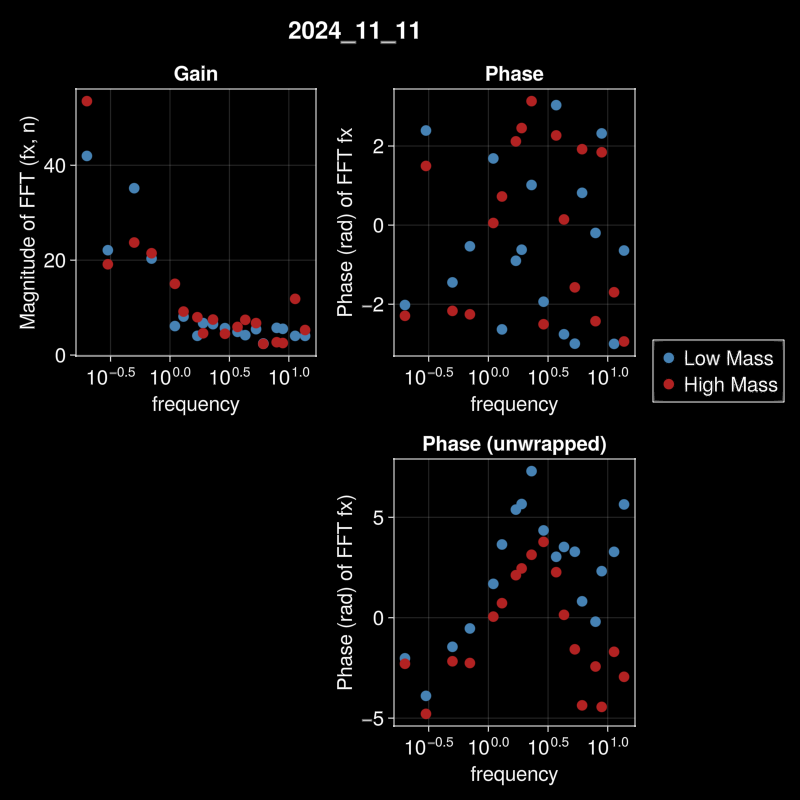 2024_11_11
Gain
Magnitude of FFT (fx, n)
40
20
0
10^−0.5 10^0.0 10^0.5 10^1.0
frequency
Phase
Phase (rad) of FFT fx
2
0
−2
10^−0.5 10^0.0 10^0.5 10^1.0
frequency
Low Mass
High Mass
Phase (unwrapped)
Phase (rad) of FFT fx)
5
0
−5
10^−0.5 10^0.0 10^0.5 10^1.0
frequency